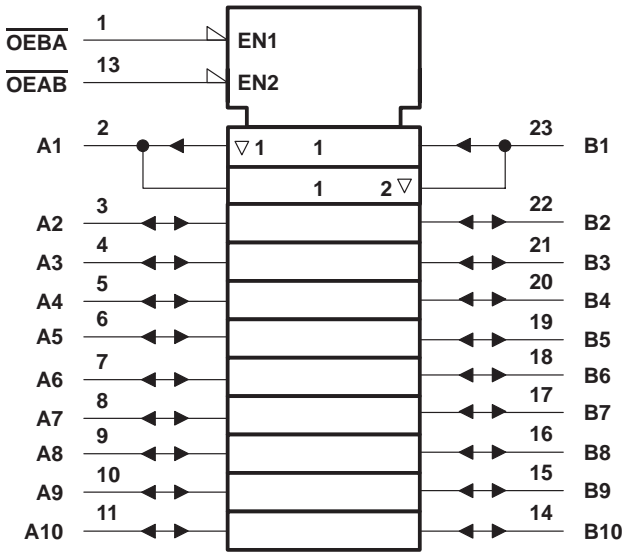 OEBA 1 EN1
OEAB 13 EN2
A1 2 ▽1 1 23 B1
1 2▽
A2 3 22 B2
A3 4 21 B3
A4 5 20 B4
A5 6 19 B5
A6 7 18 B6
A7 8 17 B7
A8 9 16 B8
A9 10 15 B9
A10 11 14 B10